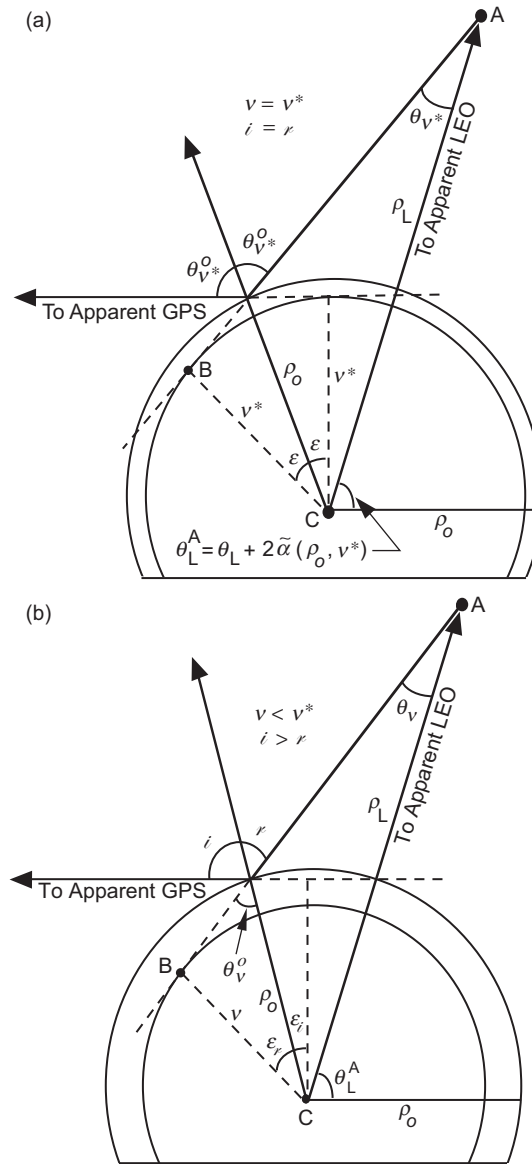 (a)
A
ν = ν*
i = r
θν*
ρL
To Apparent LEO
θ°ν*
θ°ν*
To Apparent GPS
B
ρo
ν*
ν*
ε
ε
C
ρo
θLA = θL + 2α̃ (ρo, ν*)
(b)
A
ν < ν*
i > r
θν
ρL
To Apparent LEO
i
r
To Apparent GPS
B
θνo
ρo
εi
ν
εr
θLA
C
ρo